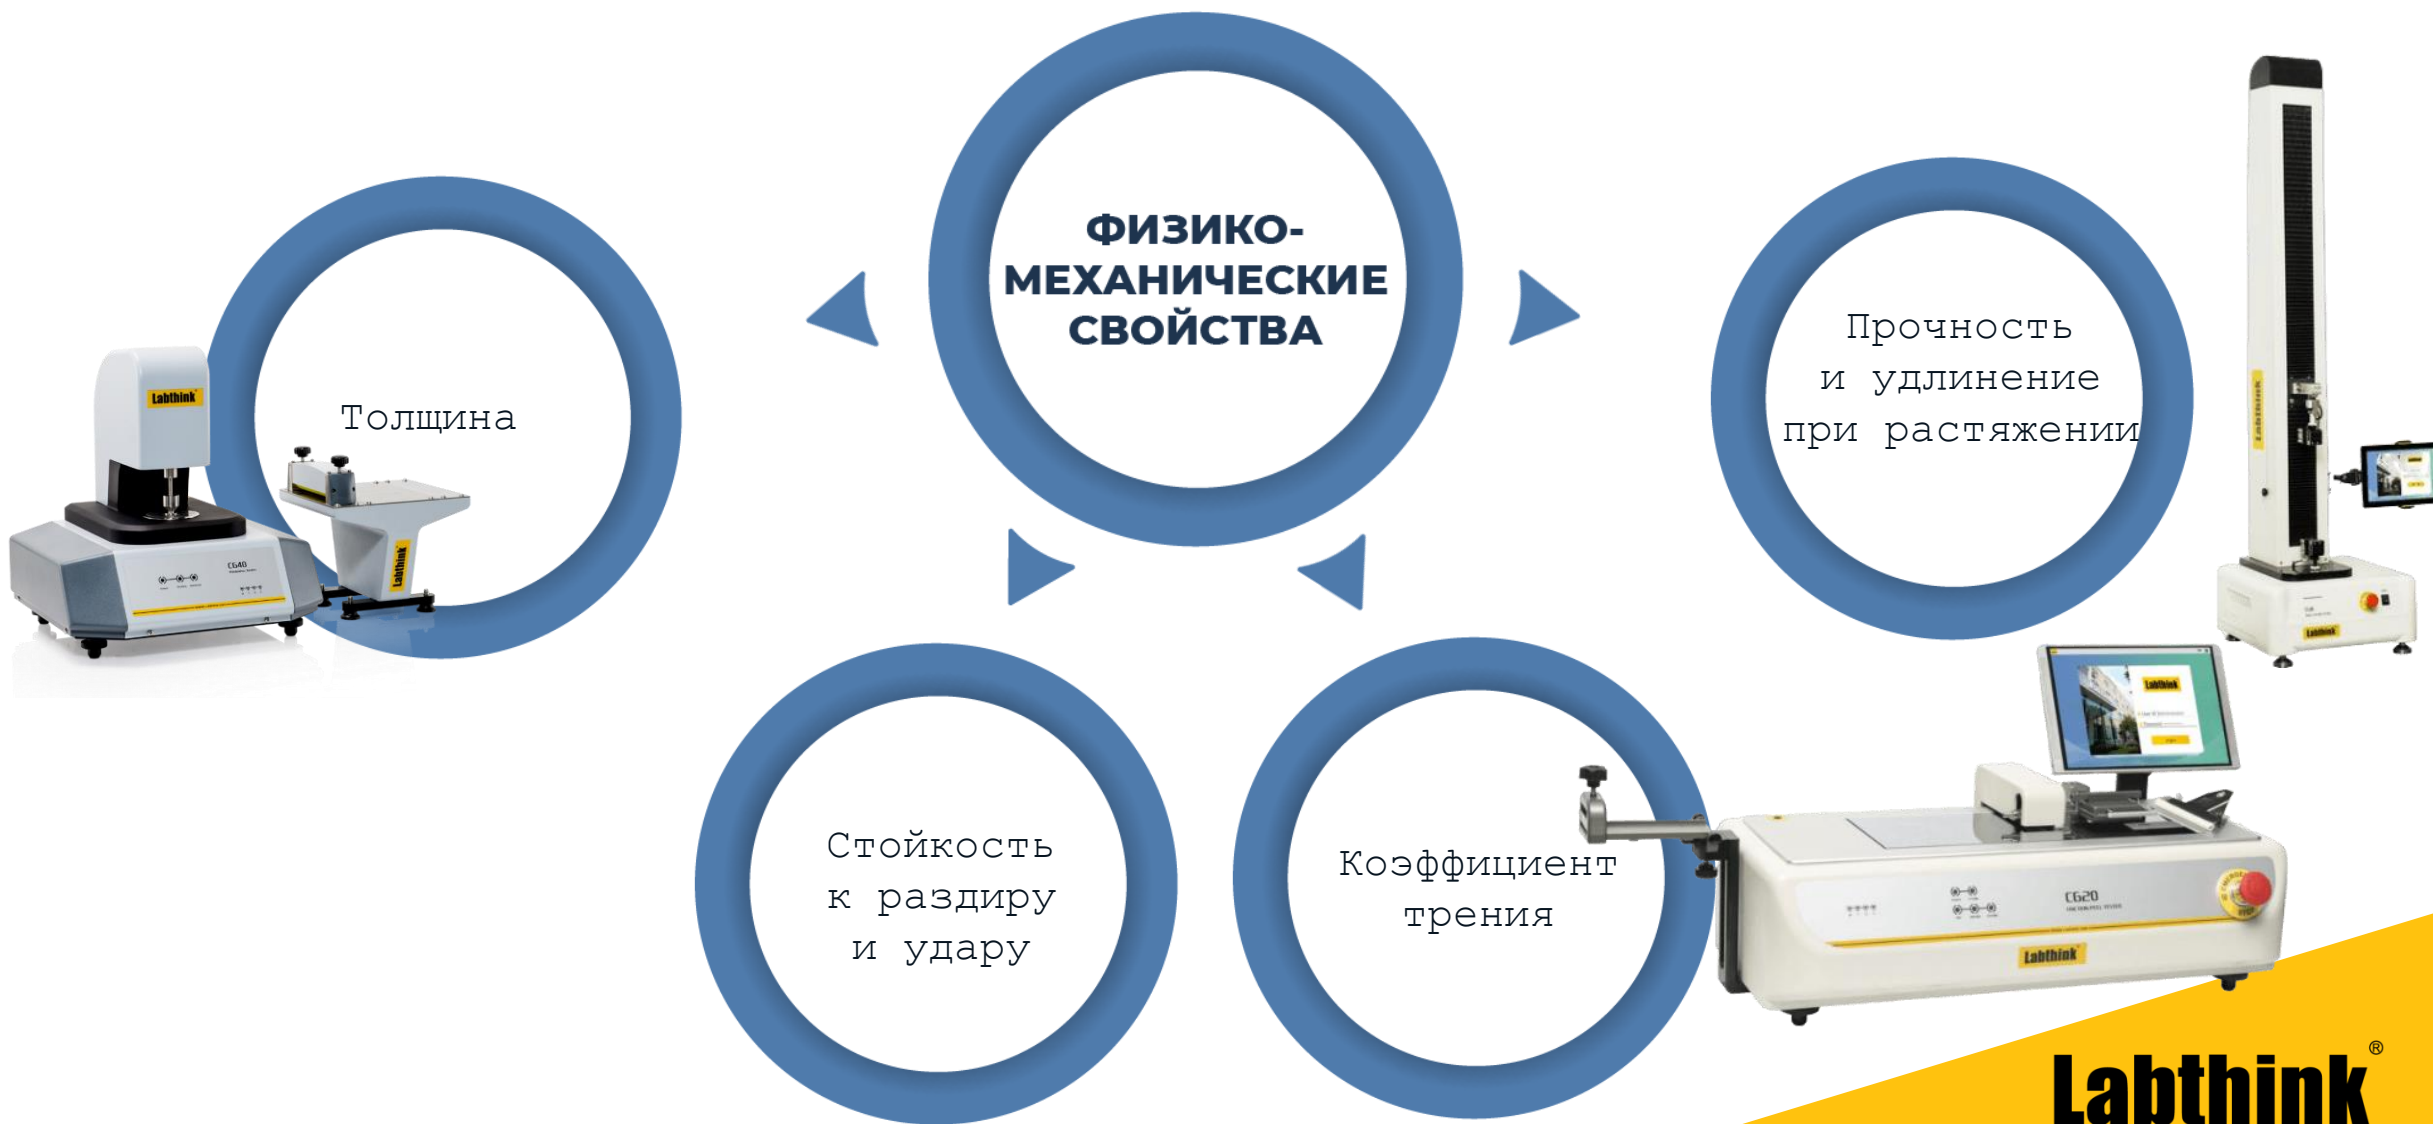 ФИЗИКО-
МЕХАНИЧЕСКИЕ
СВОЙСТВА
Толщина
Прочность
и удлинение
при растяжении
Стойкость
к раздиру
и удару
Коэффициент
трения
Labthink
C640
Labthink
Labthink
Labthink
Labthink
C620
Labthink
Labthink®